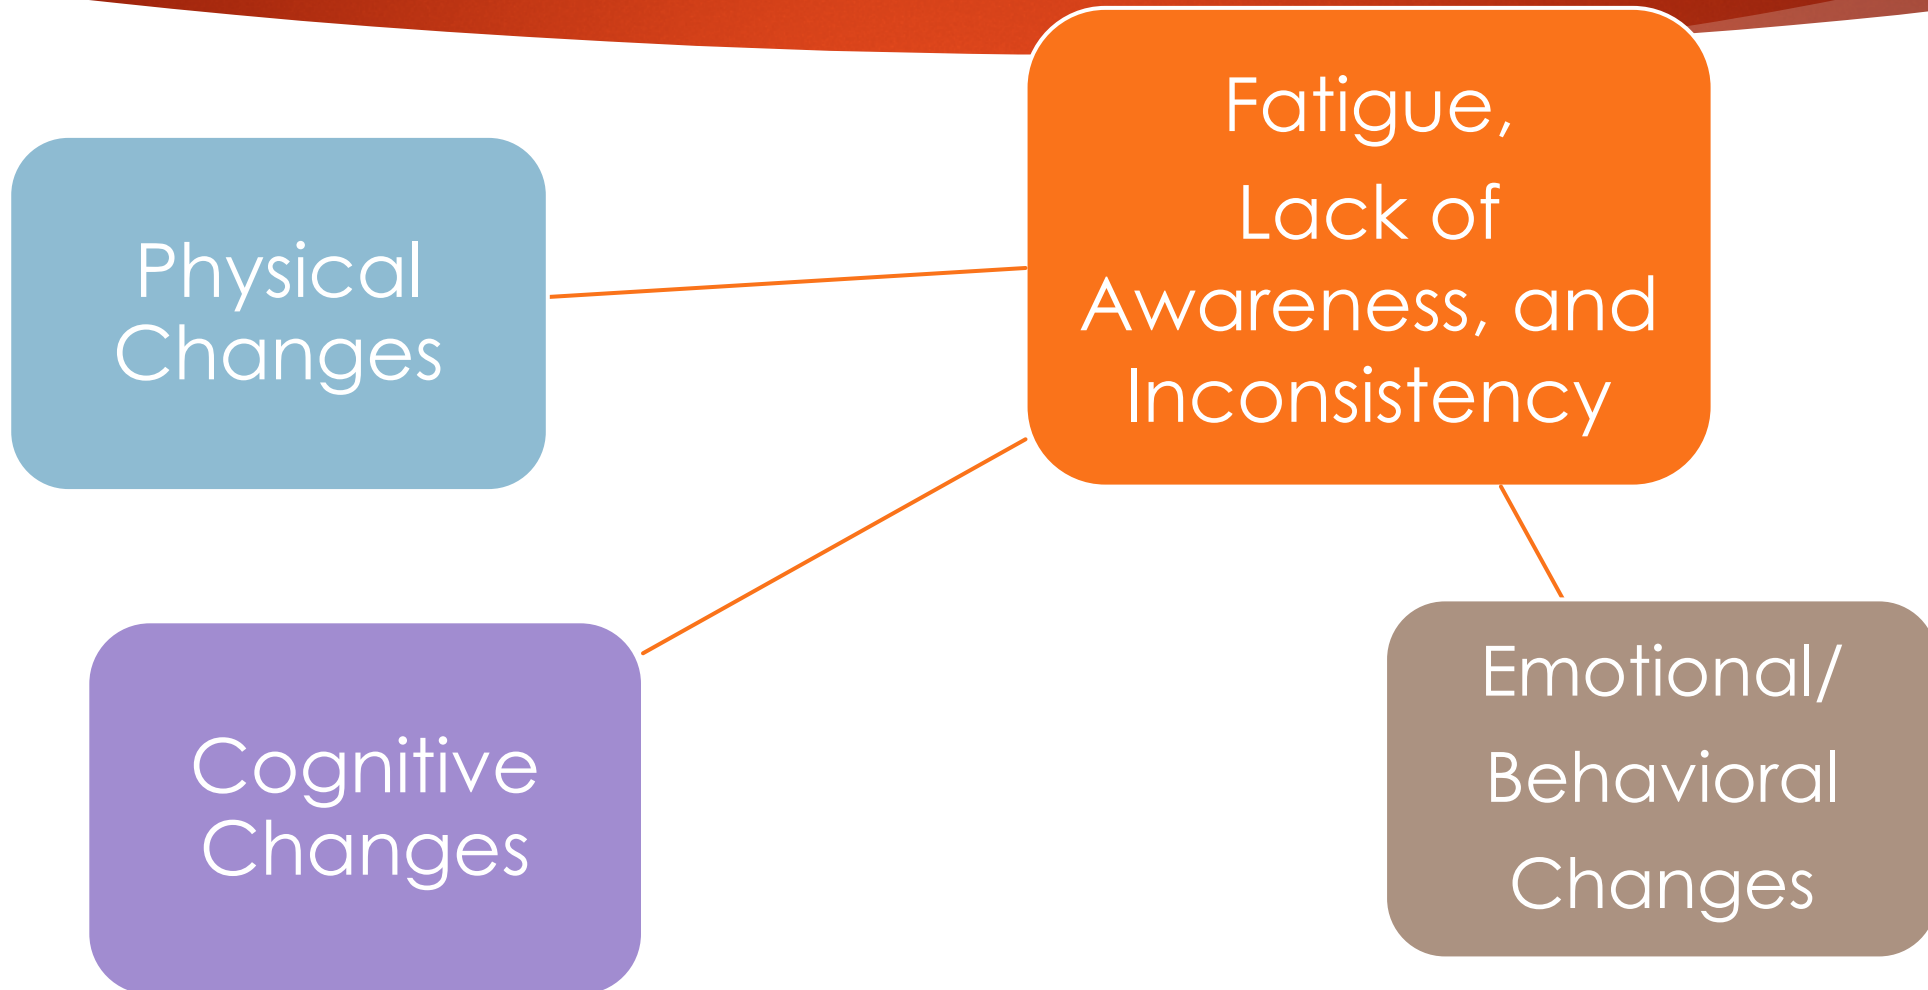 Fatigue,
Lack of
Awareness, and
Inconsistency
Physical
Changes
Cognitive
Changes
Emotional/
Behavioral
Changes